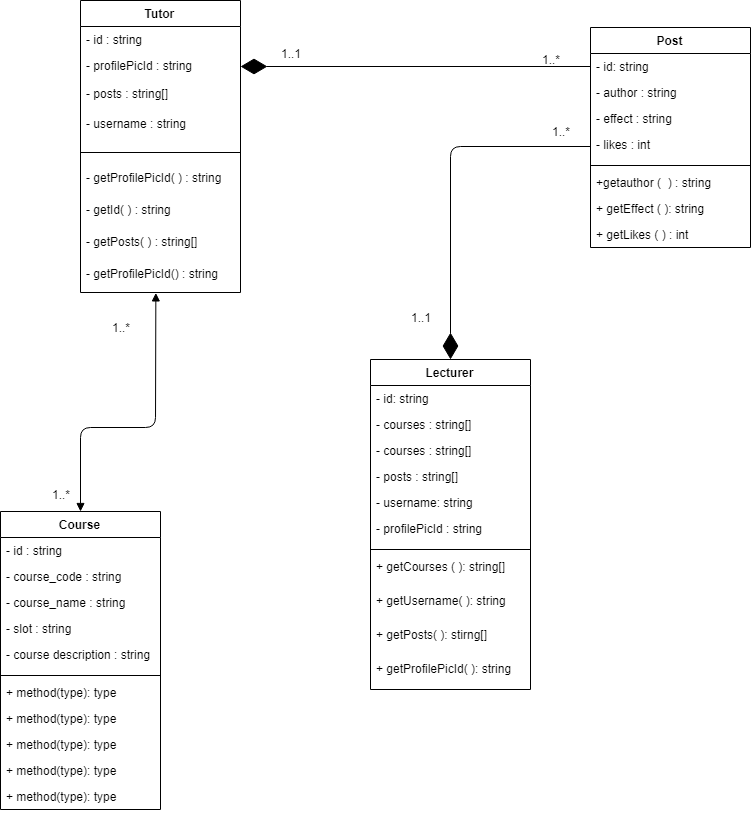 Tutor
- id : string
- profilePicId : string
- posts : string[]
- username : string
- getProfilePicId( ) : string
- getId( ) : string
- getPosts( ) : string[]
- getProfilePicId() : string
1..1
1..*
Post
- id: string
- author : string
- effect : string
- likes : int
+getauthor ( ) : string
+ getEffect ( ): string
+ getLikes ( ) : int
1..*
1..1
1..*
1..*
Lecturer
- id: string
- courses : string[]
- courses : string[]
- posts : string[]
- username: string
- profilePicId : string
+ getCourses ( ): string[]
+ getUsername( ): string
+ getPosts( ): stirng[]
+ getProfilePicId( ): string
Course
- id : string
- course_code : string
- course_name : string
- slot : string
- course description : string
+ method(type): type
+ method(type): type
+ method(type): type
+ method(type): type
+ method(type): type